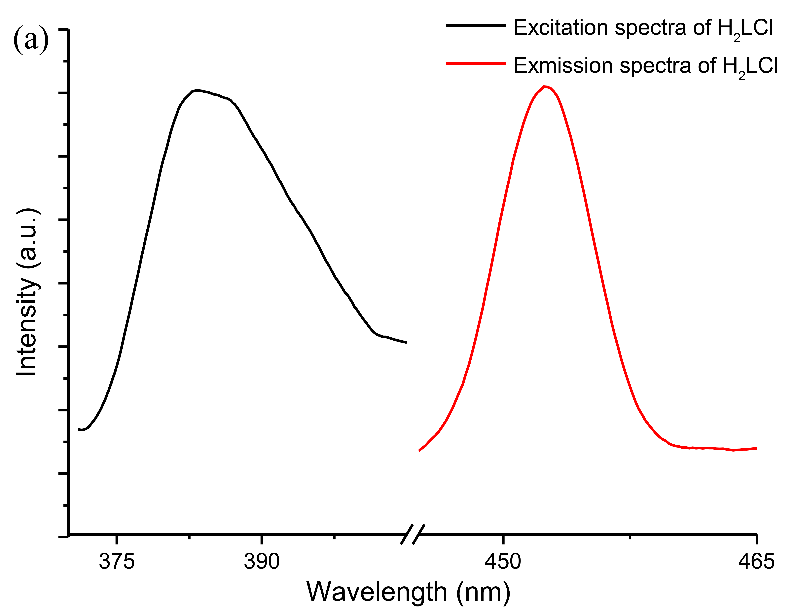 (a)
Excitation spectra of H₂LCl
Exmission spectra of H₂LCl
Intensity (a.u.)
375 390 450 465
Wavelength (nm)